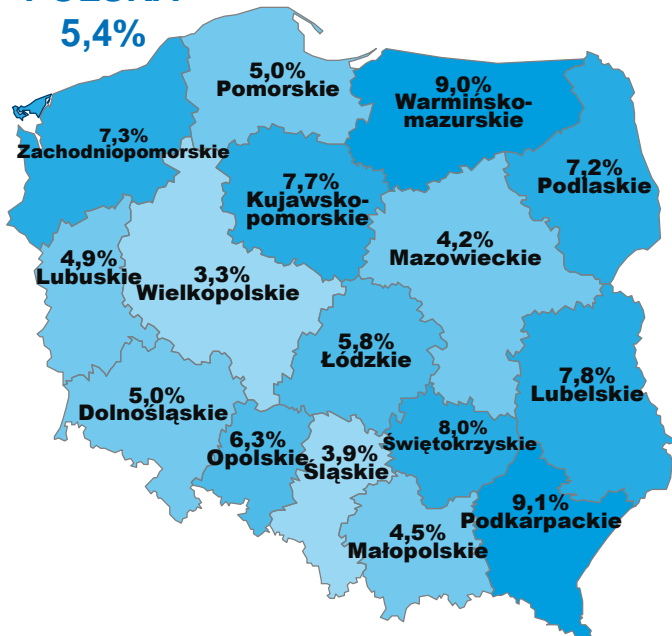 POLSKA
5,4%
5,0%
Pomorskie
9,0%
Warmińsko-
mazurskie
7,3%
Zachodniopomorskie
7,7%
Kujawsko-
pomorskie
7,2%
Podlaskie
4,9%
Lubuskie
3,3%
Wielkopolskie
4,2%
Mazowieckie
5,8%
Łódzkie
7,8%
Lubelskie
5,0%
Dolnośląskie
6,3%
Opolskie
3,9%
Śląskie
8,0%
Świętokrzyskie
4,5%
Małopolskie
9,1%
Podkarpackie